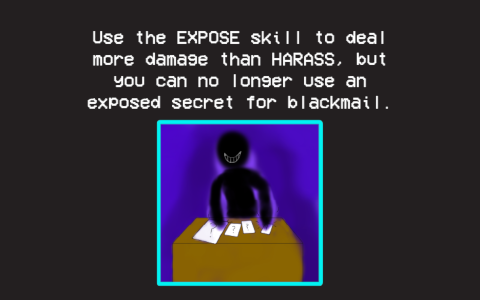 Use the EXPOSE skill to deal
more damage than HARASS, but
you can no longer use an
exposed secret for blackmail.